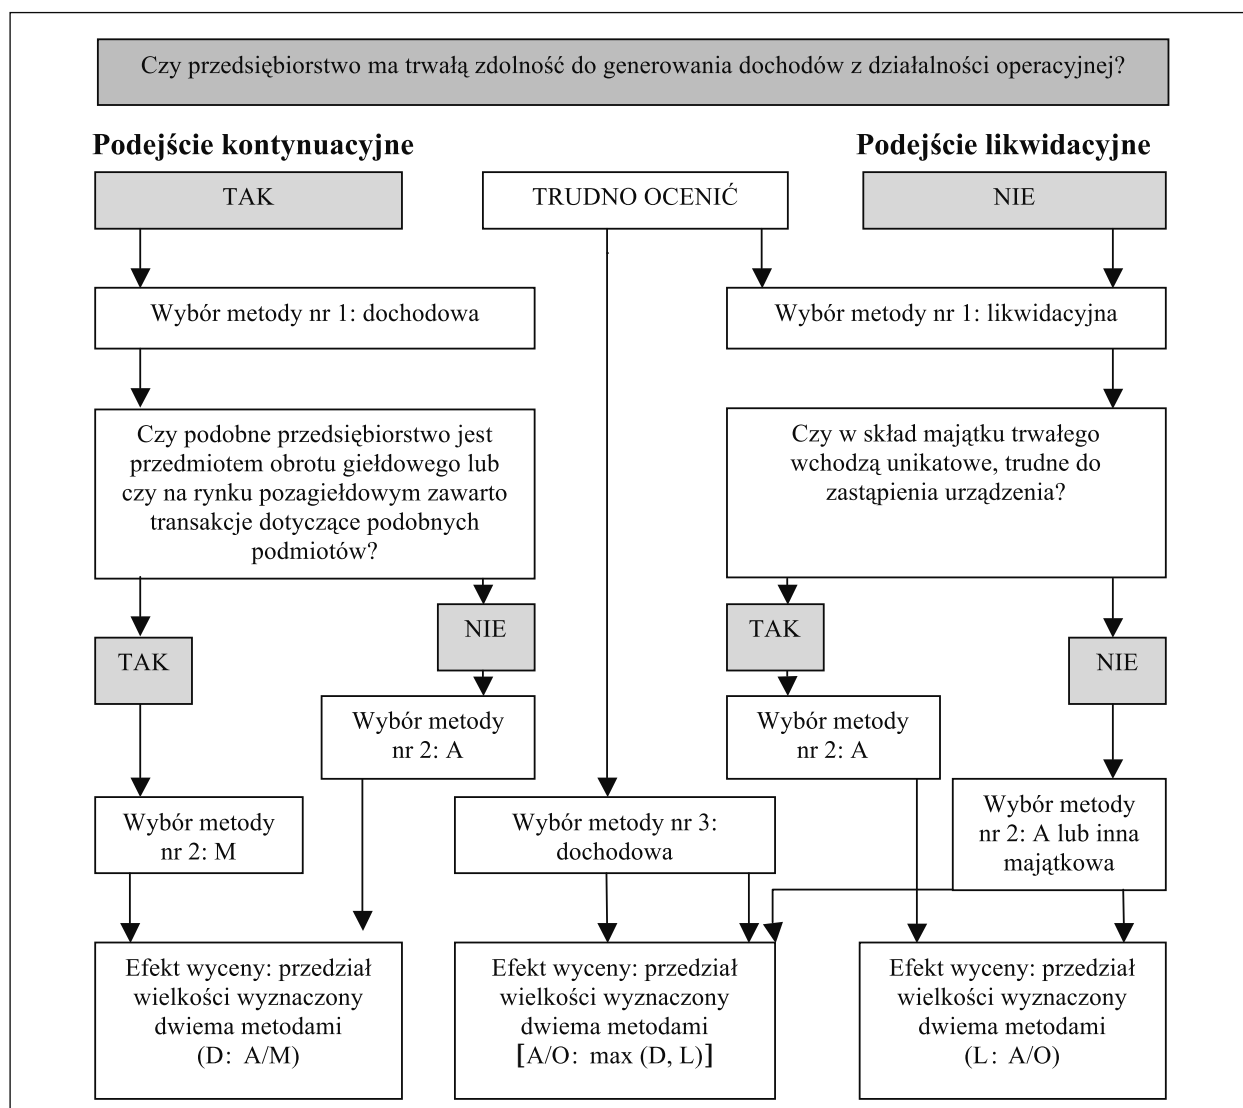 Czy przedsiębiorstwo ma trwałą zdolność do generowania dochodów z działalności operacyjnej?
Podejście kontynuacyjne
Podejście likwidacyjne
TAK
TRUDNO OCENIĆ
NIE
Wybór metody nr 1: dochodowa
Wybór metody nr 1: likwidacyjna
Czy podobne przedsiębiorstwo jest
przedmiotem obrotu giełdowego lub
czy na rynku pozagiełdowym zawarto
transakcje dotyczące podobnych
podmiotów?
Czy w skład majątku trwałego
wchodzą unikatowe, trudne do
zastąpienia urządzenia?
TAK
NIE
TAK
NIE
Wybór metody
nr 2: A
Wybór metody
nr 2: A
Wybór metody
nr 2: M
Wybór metody nr 3:
dochodowa
Wybór metody
nr 2: A lub inna
majątkowa
Efekt wyceny: przedział
wielkości wyznaczony
dwiema metodami
(D: A/M)
Efekt wyceny: przedział
wielkości wyznaczony
dwiema metodami
[A/O: max (D, L)]
Efekt wyceny: przedział
wielkości wyznaczony
dwiema metodami
(L: A/O)